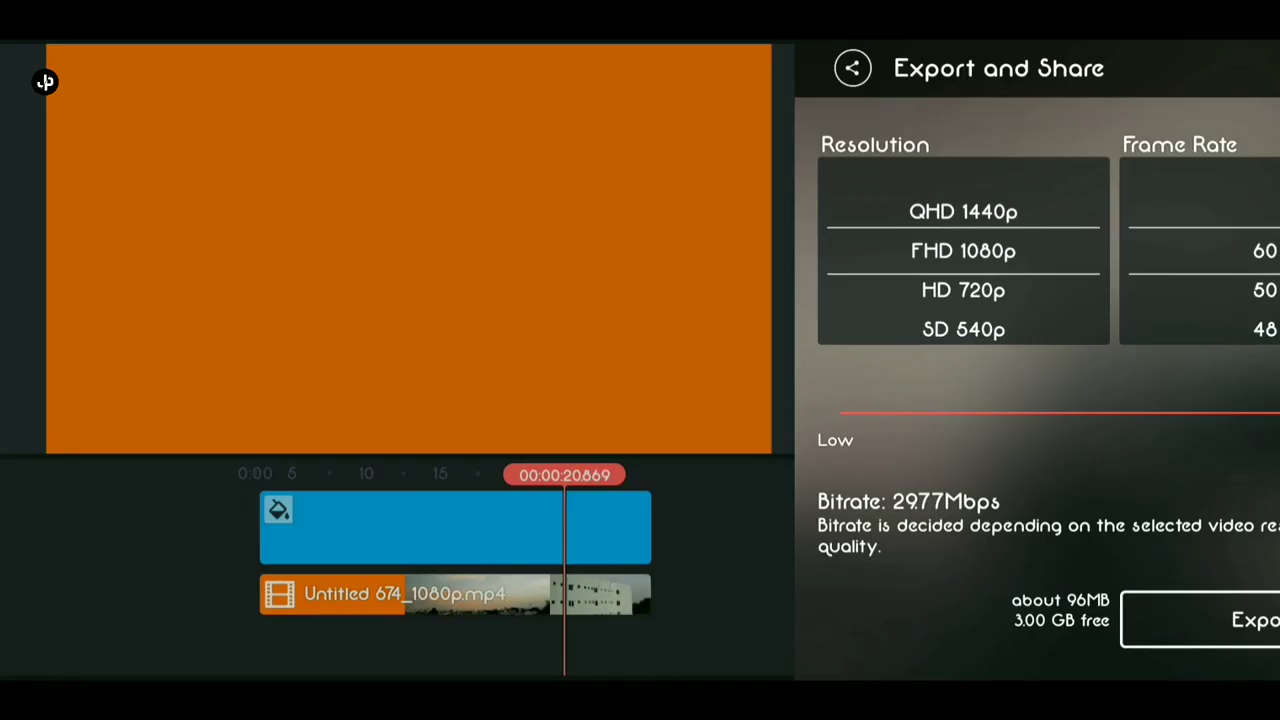 Export and Share
Resolution
Frame Rate
QHD 1440p
FHD 1080p
60
HD 720p
50
SD 540p
48
Low
0:00 5 10 15 00:00:20.869
Bitrate: 29.77Mbps
Bitrate is decided depending on the selected video
quality.
Untitled 674_1080p.mp4
about 96MB
3.00 GB free